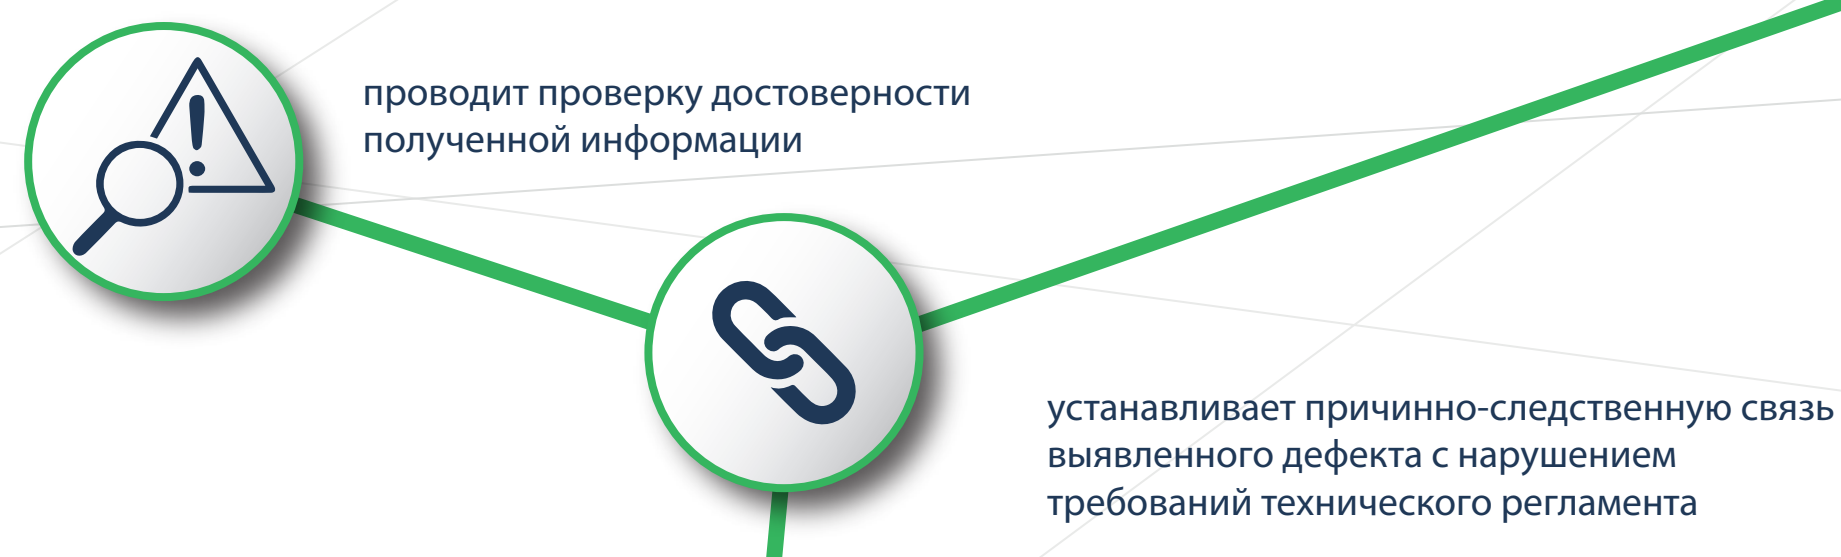 проводит проверку достоверности
полученной информации
устанавливает причинно-следственную связь
выявленного дефекта с нарушением
требований технического регламента